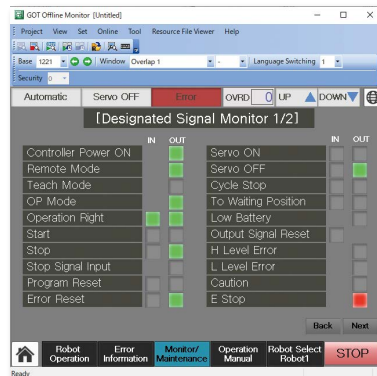 GOT Offline Monitor [Untitled]
Project View Set Online Tool Resource File Viewer Help
Base 1221 Window Overlap 1 - Language Switching 1
Security 0
Automatic Servo OFF Error OVRD 0 UP DOWN
[Designated Signal Monitor 1/2]
IN OUT IN OUT
Controller Power ON Servo ON
Remote Mode Servo OFF
Teach Mode Cycle Stop
OP Mode To Waiting Position
Operation Right Low Battery
Start Output Signal Reset
Stop H Level Error
Stop Signal Input L Level Error
Program Reset Caution
Error Reset E Stop
Back Next
Robot Operation Error Information Monitor/ Maintenance Operation Manual Robot Select Robot1 STOP
Ready